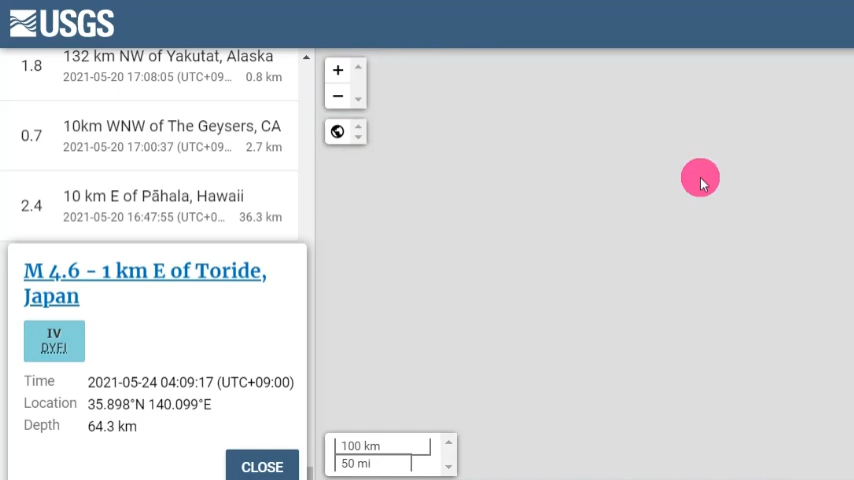 USGS
1.8
132 km NW of Yakutat, Alaska
2021-05-20 17:08:05 (UTC+09... 0.8 km
0.7
10km WNW of The Geysers, CA
2021-05-20 17:00:37 (UTC+09... 2.7 km
2.4
10 km E of Pāhala, Hawaii
2021-05-20 16:47:55 (UTC+0... 36.3 km
M 4.6 - 1 km E of Toride,
Japan
IV
DYFI
Time 2021-05-24 04:09:17 (UTC+09:00)
Location 35.898°N 140.099°E
Depth 64.3 km
CLOSE
+
−
100 km
50 mi